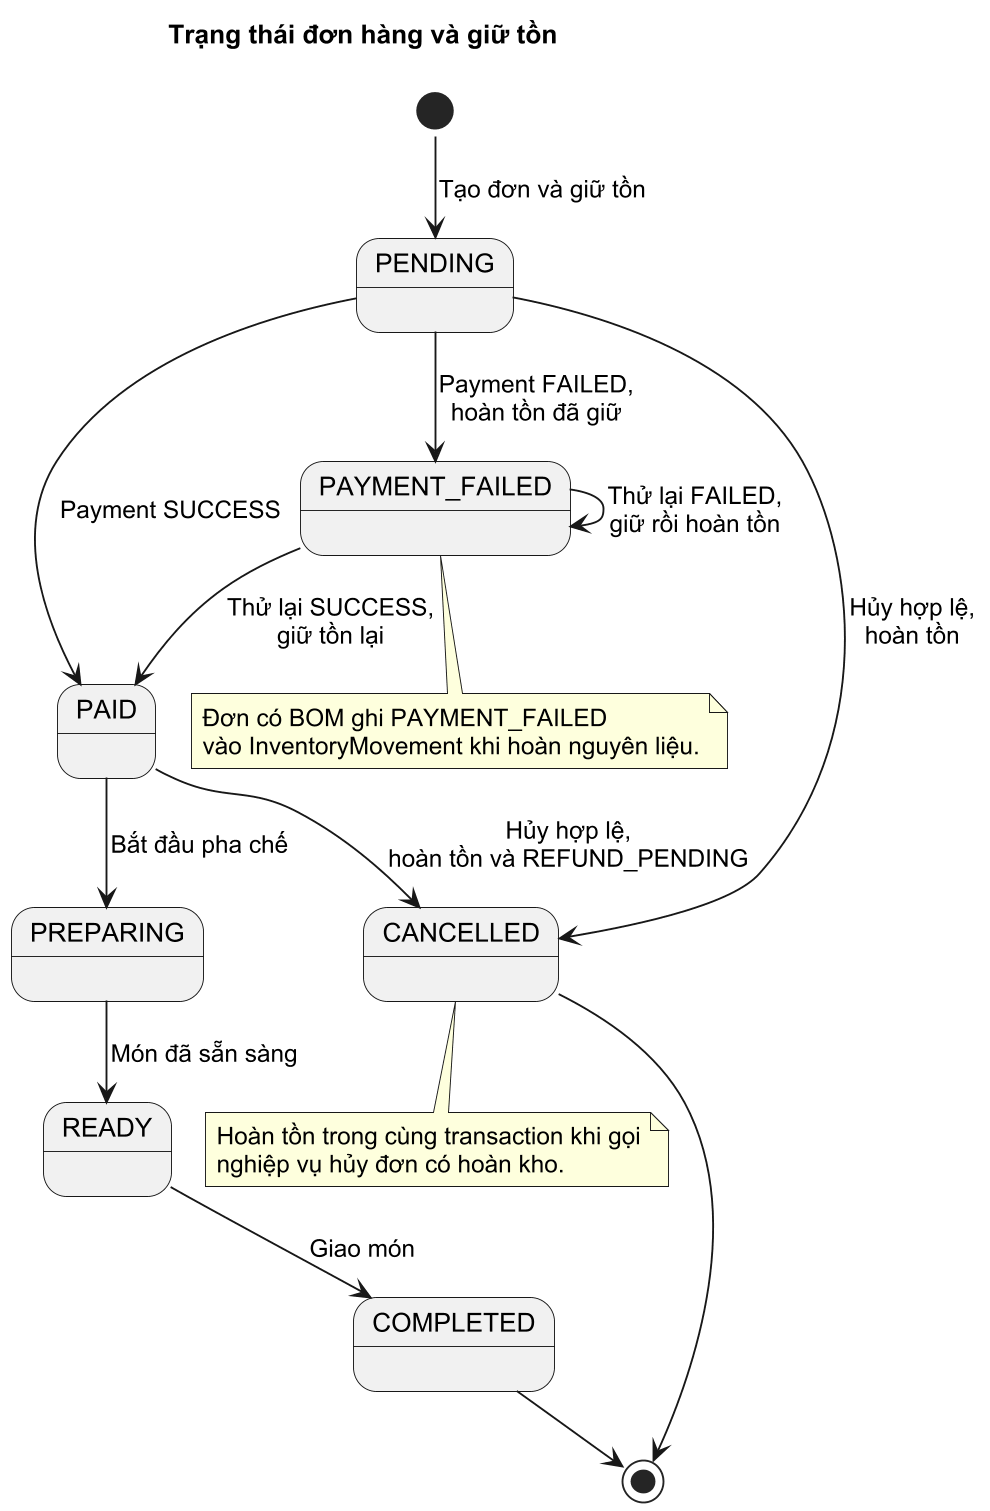 Trạng thái đơn hàng và giữ tồn
Tạo đơn và giữ tồn
PENDING
Payment FAILED,
hoàn tồn đã giữ
PAYMENT_FAILED
Thử lại FAILED,
giữ rồi hoàn tồn
Payment SUCCESS
Thử lại SUCCESS,
giữ tồn lại
Hủy hợp lệ,
hoàn tồn
PAID
Đơn có BOM ghi PAYMENT_FAILED
vào InventoryMovement khi hoàn nguyên liệu.
Bắt đầu pha chế
Hủy hợp lệ,
hoàn tồn và REFUND_PENDING
PREPARING
CANCELLED
Món đã sẵn sàng
READY
Hoàn tồn trong cùng transaction khi gọi
nghiệp vụ hủy đơn có hoàn kho.
Giao món
COMPLETED